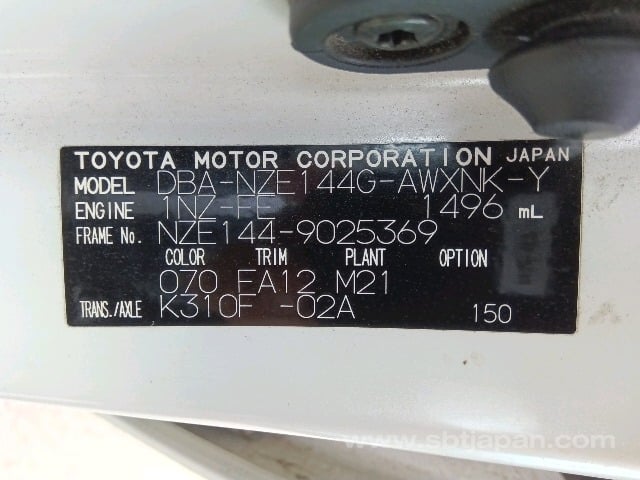 TOYOTA MOTOR CORPORATION JAPAN
MODEL DBA-NZE144G-AWXNK-Y
ENGINE 1NZ-FE 1496 mL
FRAME No. NZE144-9025369
COLOR TRIM PLANT OPTION
070 FA12 M21
TRANS./AXLE K310F -02A 150
www.sbtjapan.com